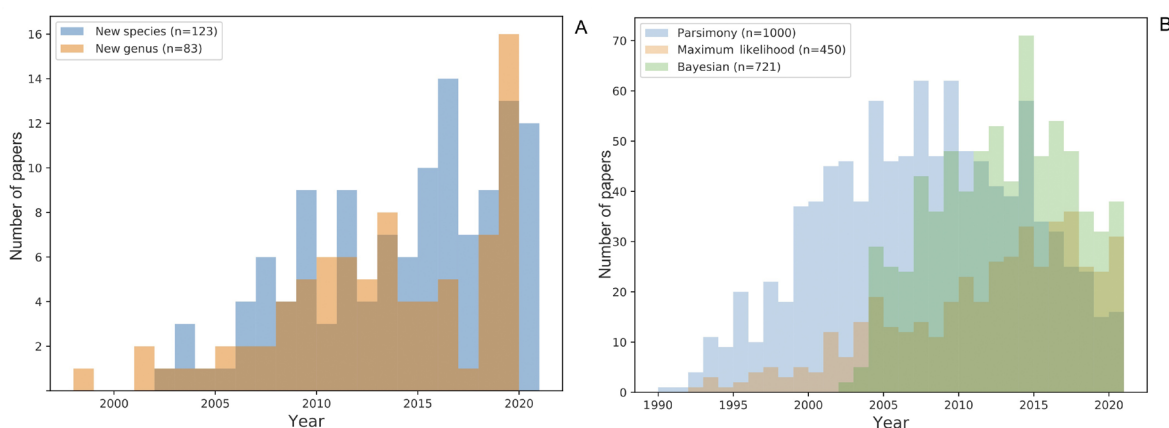 A
New species (n=123)
New genus (n=83)
16
14
12
10
8
6
4
2
Number of papers
2000 2005 2010 2015 2020
Year
B
Parsimony (n=1000)
Maximum likelihood (n=450)
Bayesian (n=721)
70
60
50
40
30
20
10
0
Number of papers
1990 1995 2000 2005 2010 2015 2020
Year